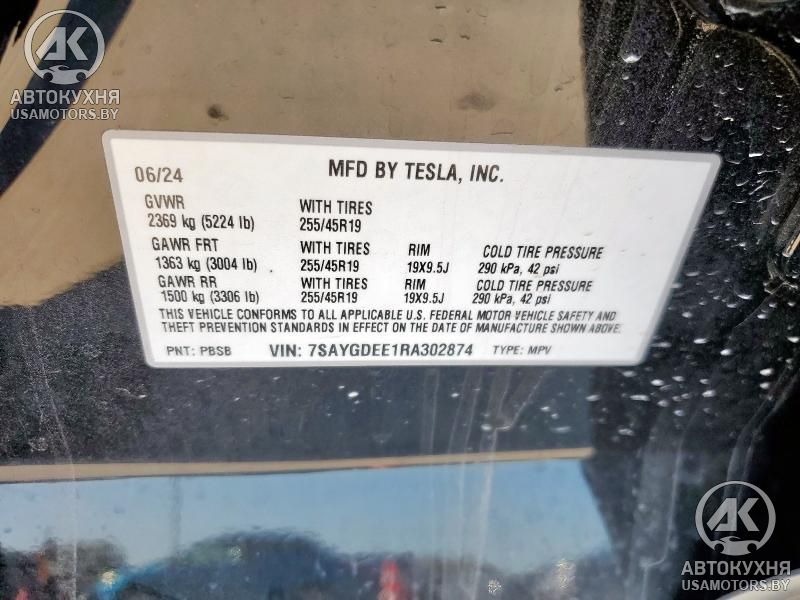 АК
АВТОКУХНЯ
USAMOTORS.BY
06/24 MFD BY TESLA, INC.
GVWR WITH TIRES
2369 kg (5224 lb) 255/45R19
GAWR FRT WITH TIRES RIM COLD TIRE PRESSURE
1363 kg (3004 lb) 255/45R19 19X9.5J 290 kPa, 42 psi
GAWR RR WITH TIRES RIM COLD TIRE PRESSURE
1500 kg (3306 lb) 255/45R19 19X9.5J 290 kPa, 42 psi
THIS VEHICLE CONFORMS TO ALL APPLICABLE U.S. FEDERAL MOTOR VEHICLE SAFETY AND
THEFT PREVENTION STANDARDS IN EFFECT ON THE DATE OF MANUFACTURE SHOWN ABOVE.
PNT: PBSB VIN: 7SAYGDEE1RA302874 TYPE: MPV
АК
АВТОКУХНЯ
USAMOTORS.BY